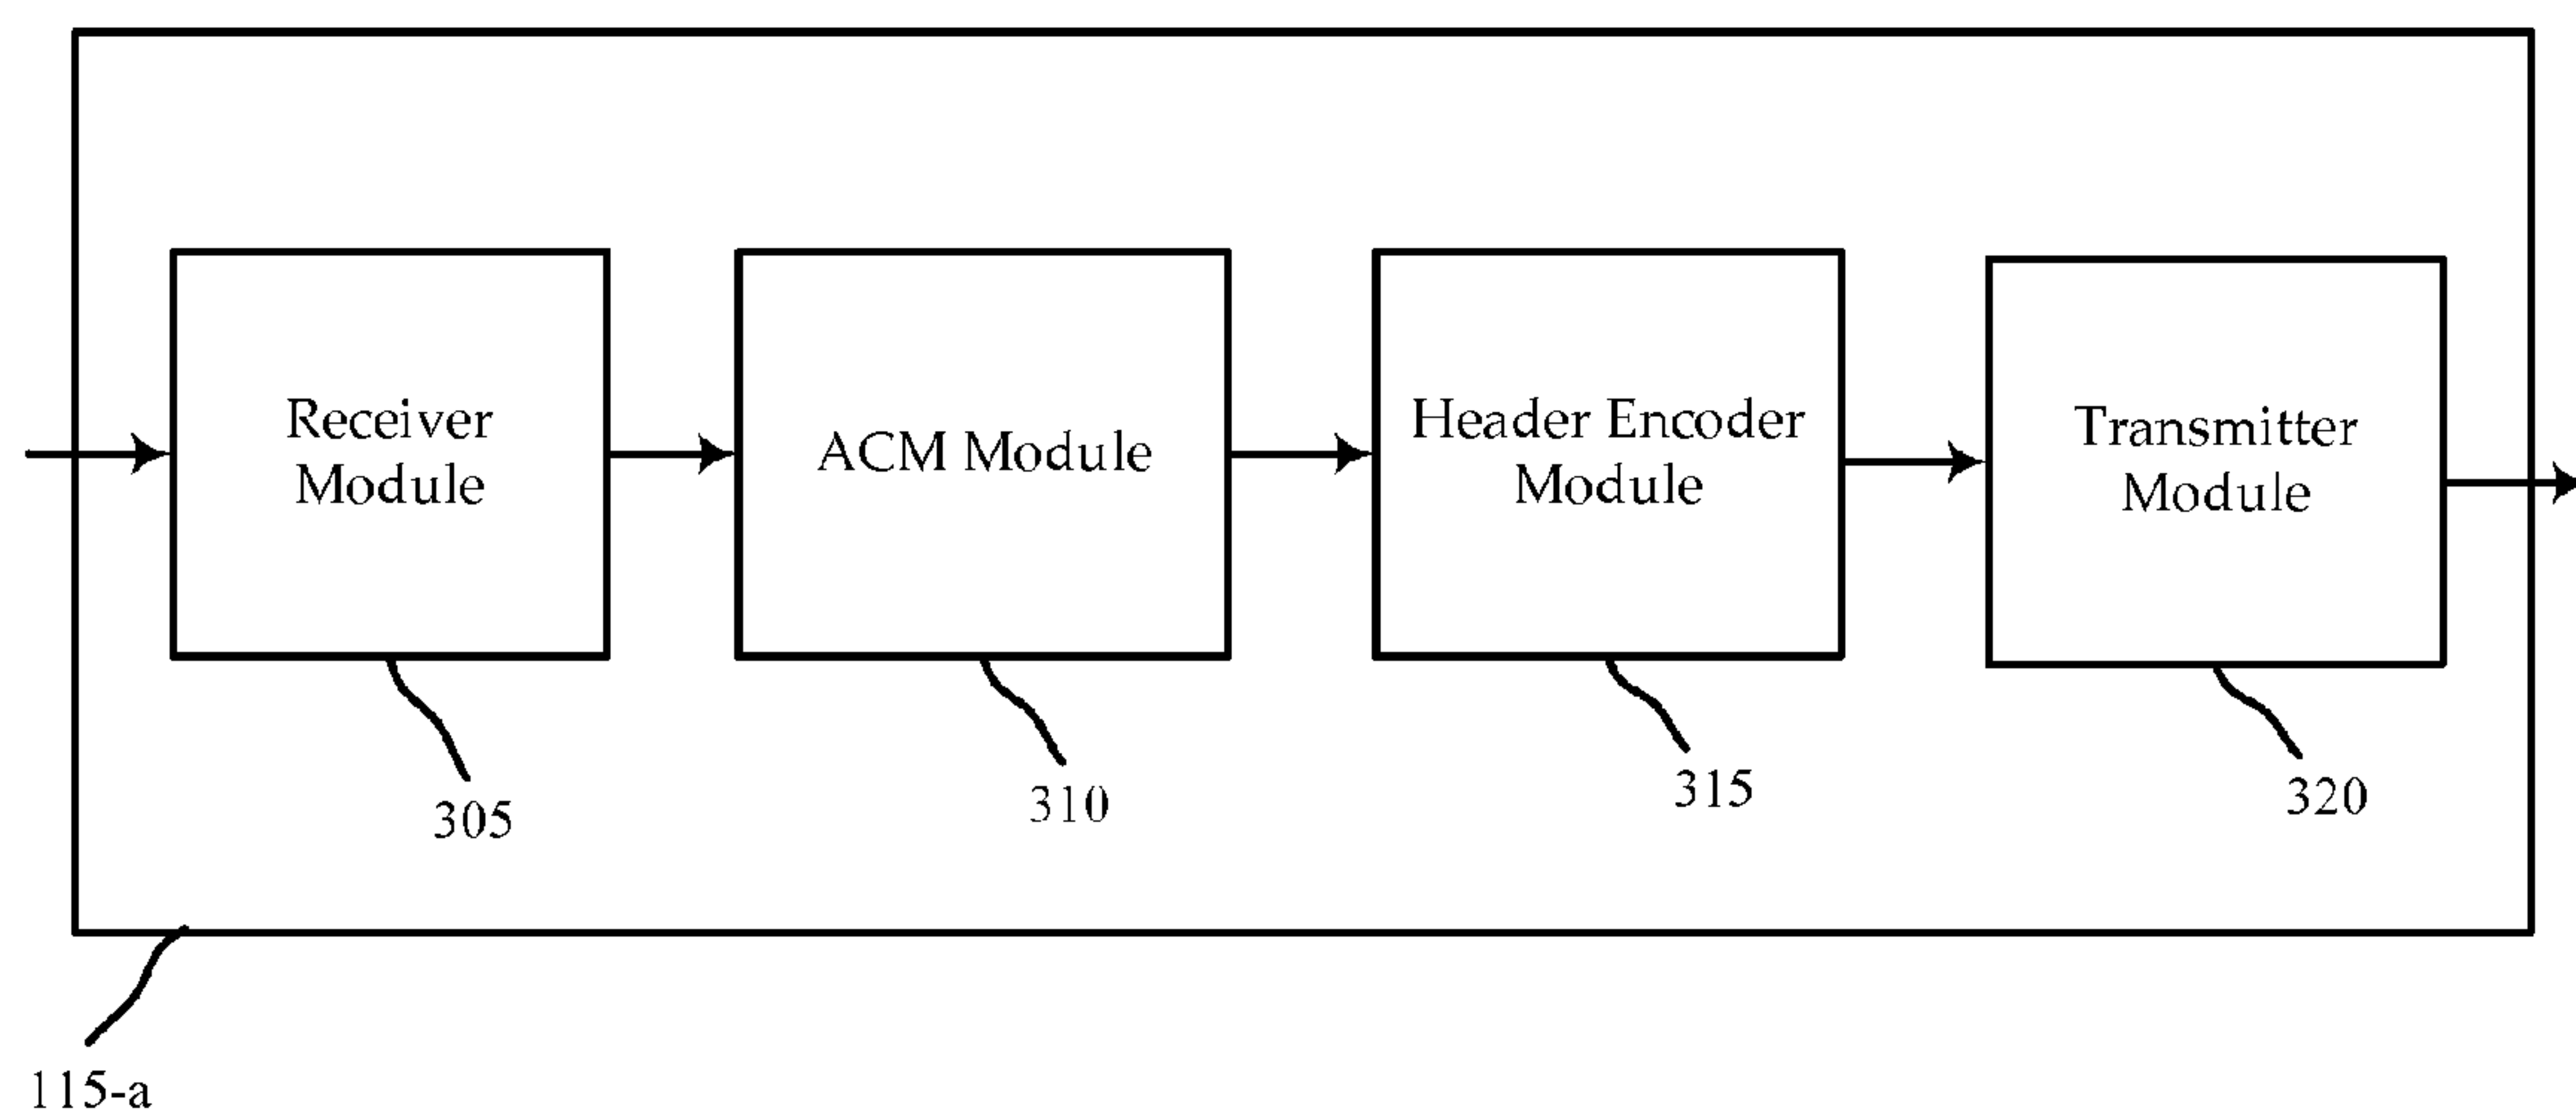 Receiver
Module
ACM Module
Header Encoder
Module
Transmitter
Module
305
310
315
320
115-a